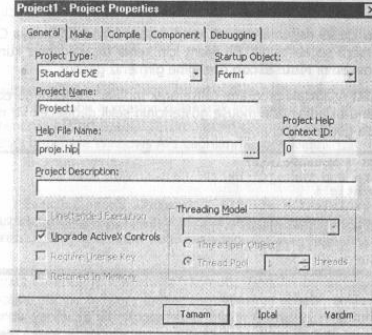 Project1 - Project Properties
General Make Compile Component Debugging
Project Type: Startup Object:
Standard EXE Form1
Project Name:
Project1
Help File Name: Project Help Context ID:
proje.hlp ... 0
Project Description:
Unattended Execution Threading Model
Upgrade ActiveX Controls
Require License Key Thread per Object
Retained In Memory Thread Pool 1 threads
Tamam İptal Yardım